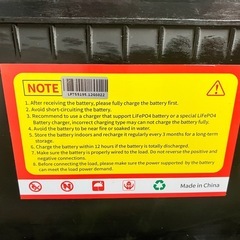 NOTE
1.After receiving the battery, please fully charge the battery first.
2.Avoid short-circuiting the battery.
3.Recommend to use a charger that support LiFePO4 battery or a special LiFePO4
Battery charger, incorrect charging type may can not charge the battery fully.
4.Avoid the battery to be near fire or soaked in water.
5.Store the battery in storage and recharge it regularly every 3 months for a long-term
storage.
6.Charge the battery within 12 hours if the battery is totally discharged.
7.Make sure the battery is properly wired to the load. Do not reverse the positive and
negative connections.
8.Before connecting the load, please make sure the power supported by the battery
can meet the load power demand.
Made in China